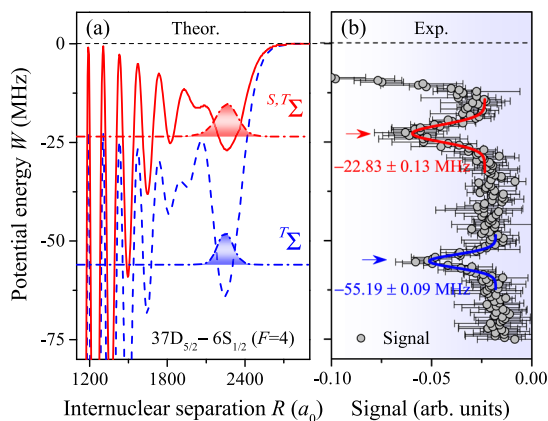 (a) Theor.
(b) Exp.
Potential energy W (MHz)
0
-25
-50
-75
S,TΣ
TΣ
−22.83 ± 0.13 MHz
−55.19 ± 0.09 MHz
37D5/2− 6S1/2 (F=4)
Signal
1200 1800 2400
-0.10 -0.05 0.00
Internuclear separation R (a0)
Signal (arb. units)